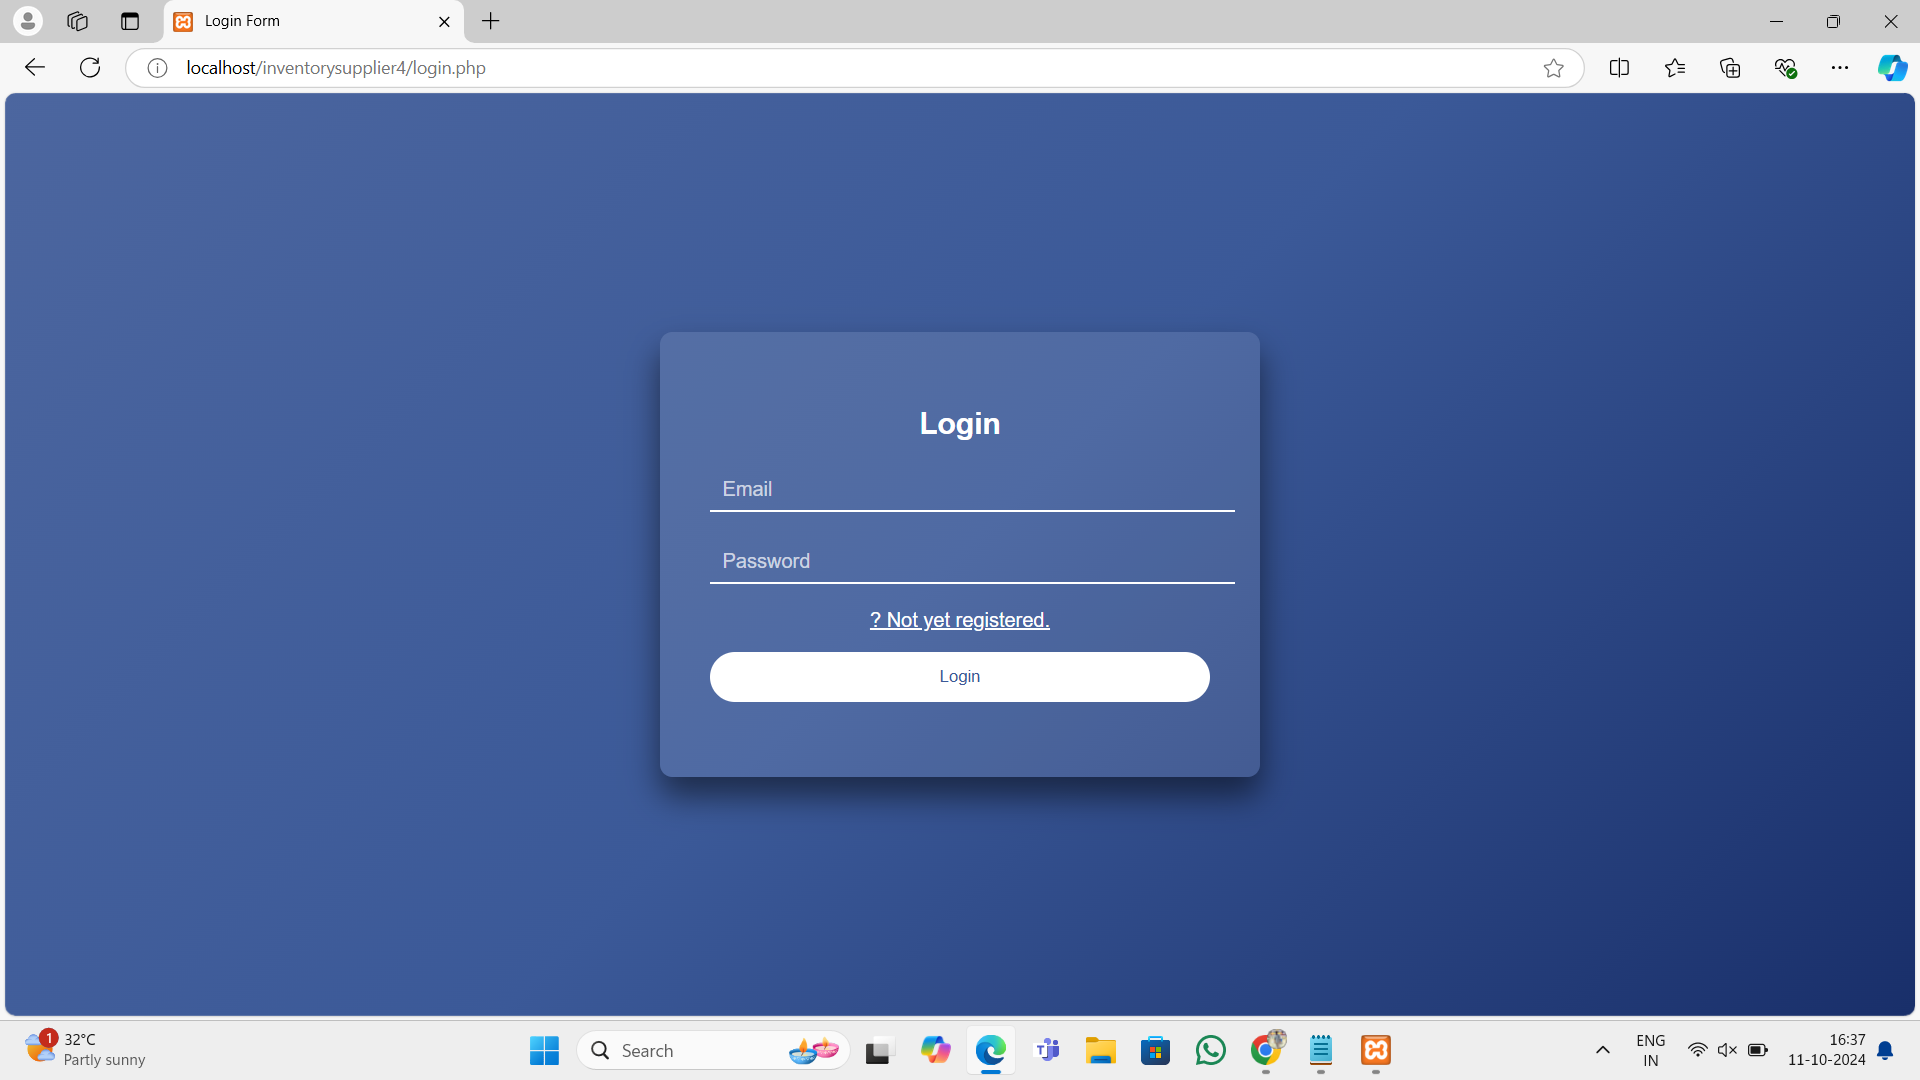 Login Form
localhost/inventorysupplier4/login.php
Login
Email
Password
? Not yet registered.
Login
1
32°C
Partly sunny
Search
ENG
IN
16:37
11-10-2024